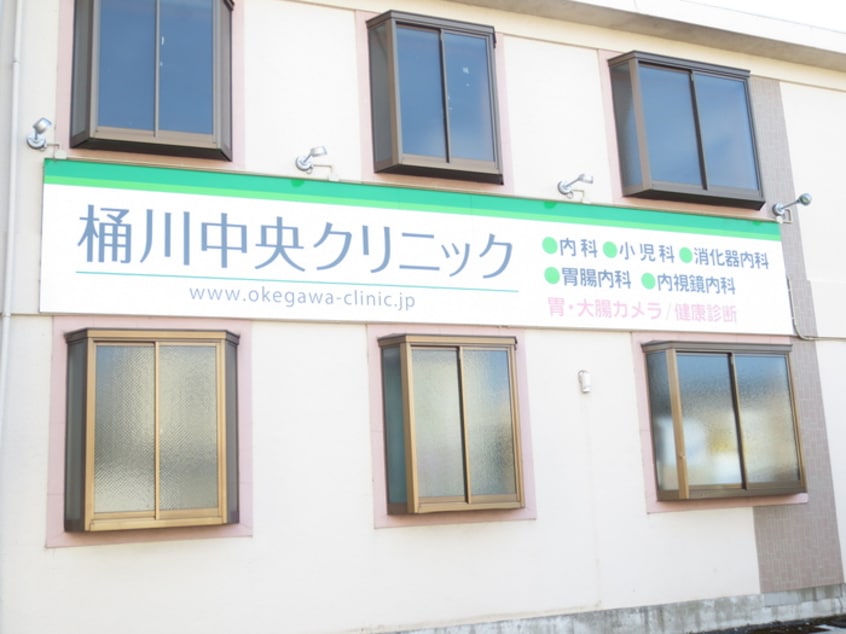 桶川中央クリニック
www.okegawa-clinic.jp
●内科 ●小児科 ●消化器内科
●胃腸内科 ●内視鏡内科
胃・大腸カメラ/健康診断